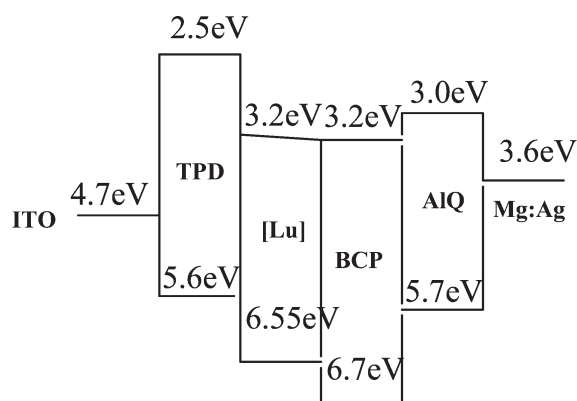 2.5eV
3.2eV
3.2eV
3.0eV
3.6eV
TPD
4.7eV
ITO
AlQ
Mg:Ag
[Lu]
BCP
5.6eV
5.7eV
6.55eV
6.7eV